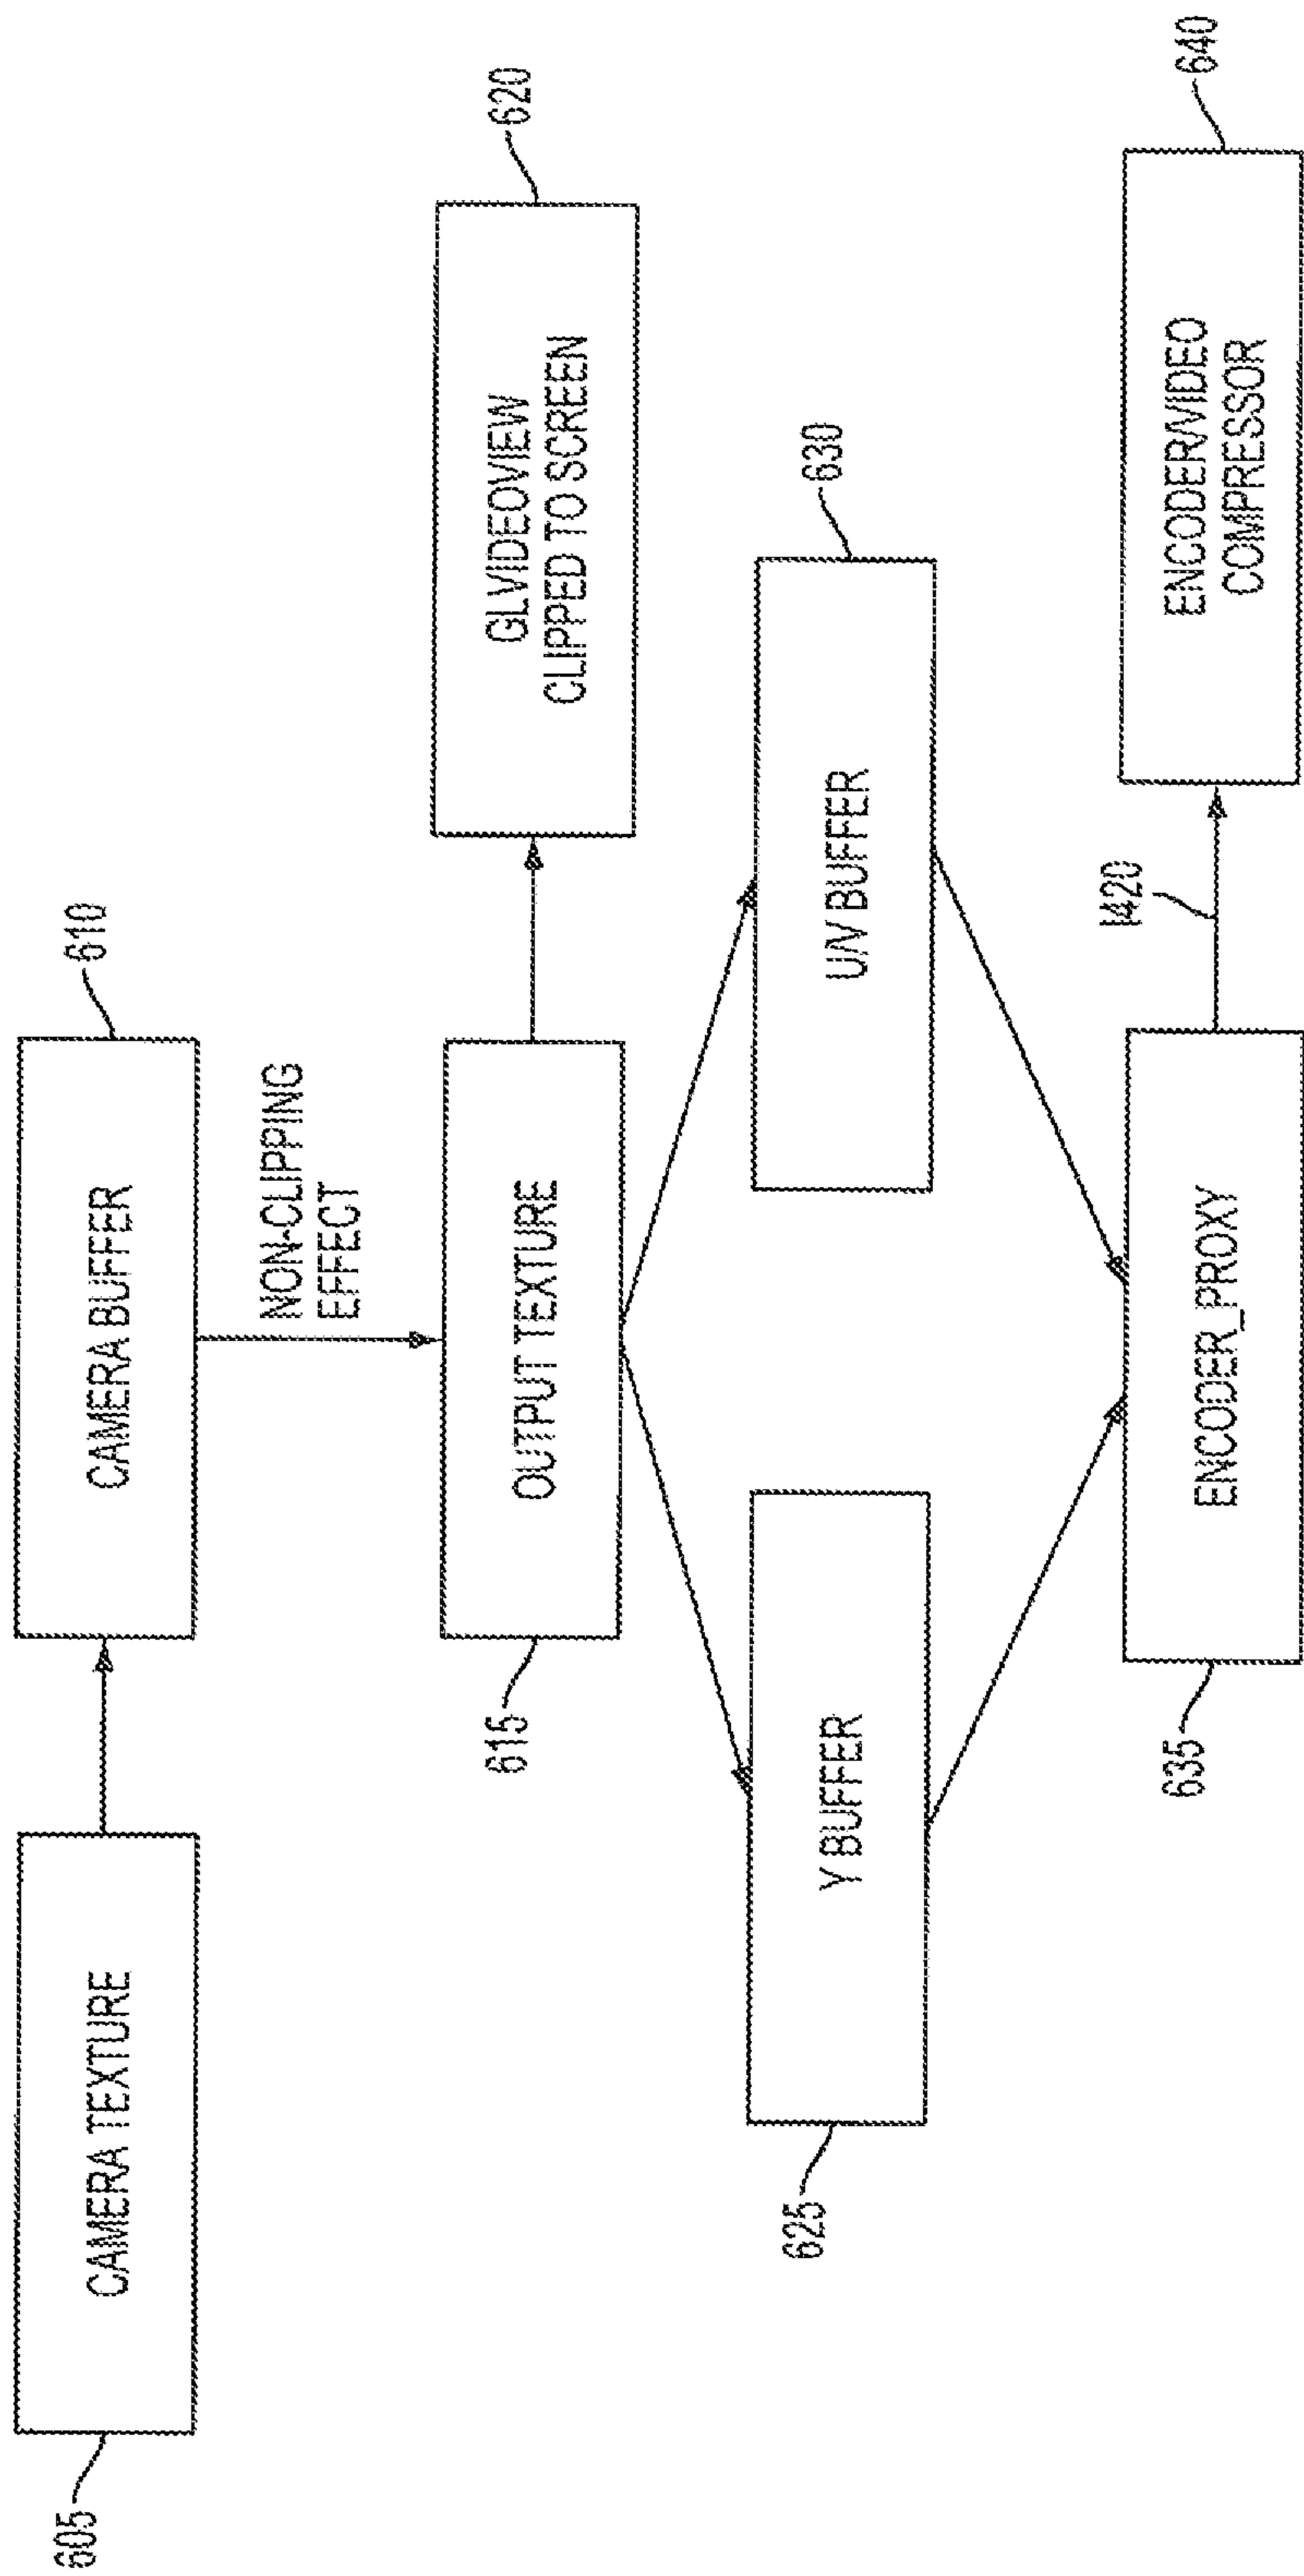 605
CAMERA TEXTURE
CAMERA BUFFER
610
NON-CLIPPING
EFFECT
615
OUTPUT TEXTURE
GLVIDEOVIEW
CLIPPED TO SCREEN
620
625
Y BUFFER
U/V BUFFER
630
635
ENCODER_PROXY
I420
ENCODER/VIDEO
COMPRESSOR
640